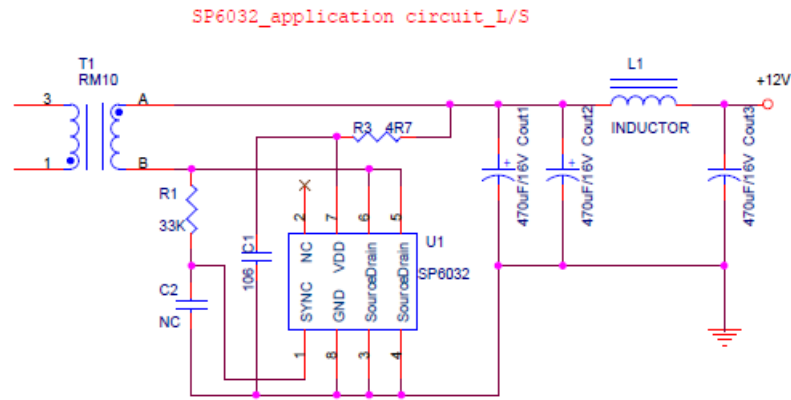 SP6032_application circuit_L/S
T1
RM10
L1
+12V
3
A
INDUCTOR
R3 4R7
470uF/16V Cout1
470uF/16V Cout2
470uF/16V Cout3
1
B
R1
33K
2
7
6
5
U1
SP6032
NC
VDD
SourceDrain
SourceDrain
SYNC
GND
C1
106
C2
NC
1
8
3
4